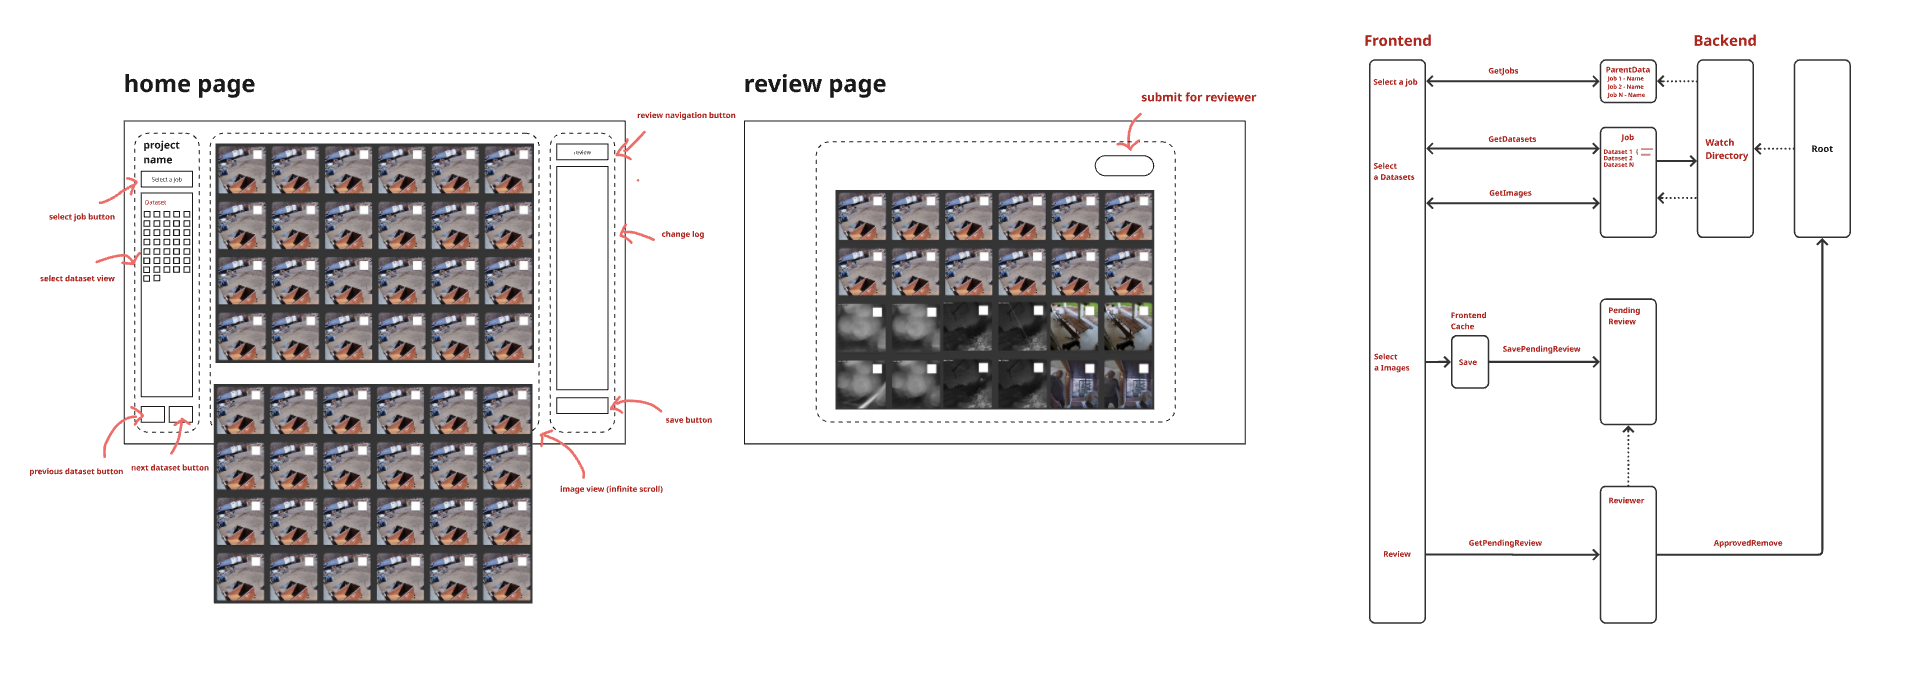 home page
review navigation button
project
name
Select a job
select job button
Dataset
select dataset view
review
change log
save button
previous dataset button
next dataset button
image view (infinite scroll)
review page
submit for reviewer
Frontend
Backend
Select a job
GetJobs
ParentData
Job 1 - Name
Job 2 - Name
Job N - Name
GetDatasets
Job
Dataset 1 {
Dataset 2
Dataset N
Watch
Directory
Root
Select
a Datasets
GetImages
Frontend
Cache
Pending
Review
Select
a Images
Save
SavePendingReview
Reviewer
Review
GetPendingReview
ApprovedRemove